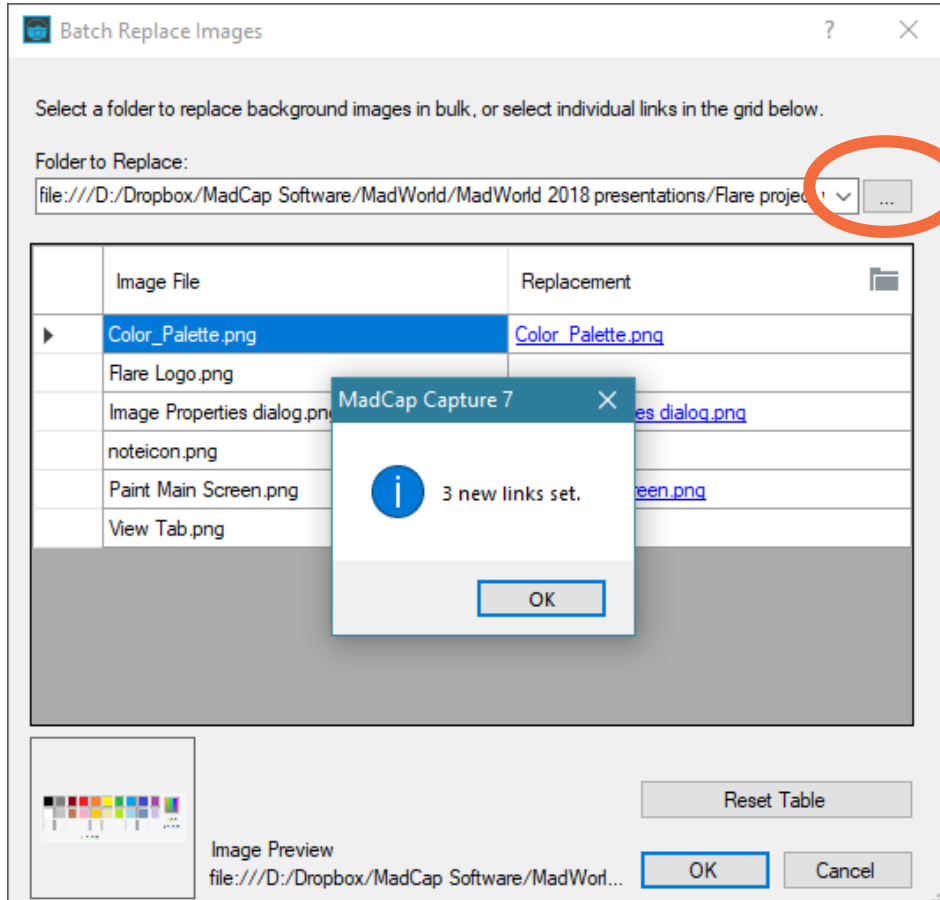 Batch Replace Images
Select a folder to replace background images in bulk, or select individual links in the grid below.
Folder to Replace:
file:///D:/Dropbox/MadCap Software/MadWorld/MadWorld 2018 presentations/Flare projec
...
Image File Replacement
Color_Palette.png Color_Palette.png
Flare Logo.png
Image Properties dialog.png es dialog.png
noteicon.png
Paint Main Screen.png reen.png
View Tab.png
MadCap Capture 7
3 new links set.
OK
Reset Table
Image Preview
file:///D:/Dropbox/MadCap Software/MadWorl...
OK Cancel